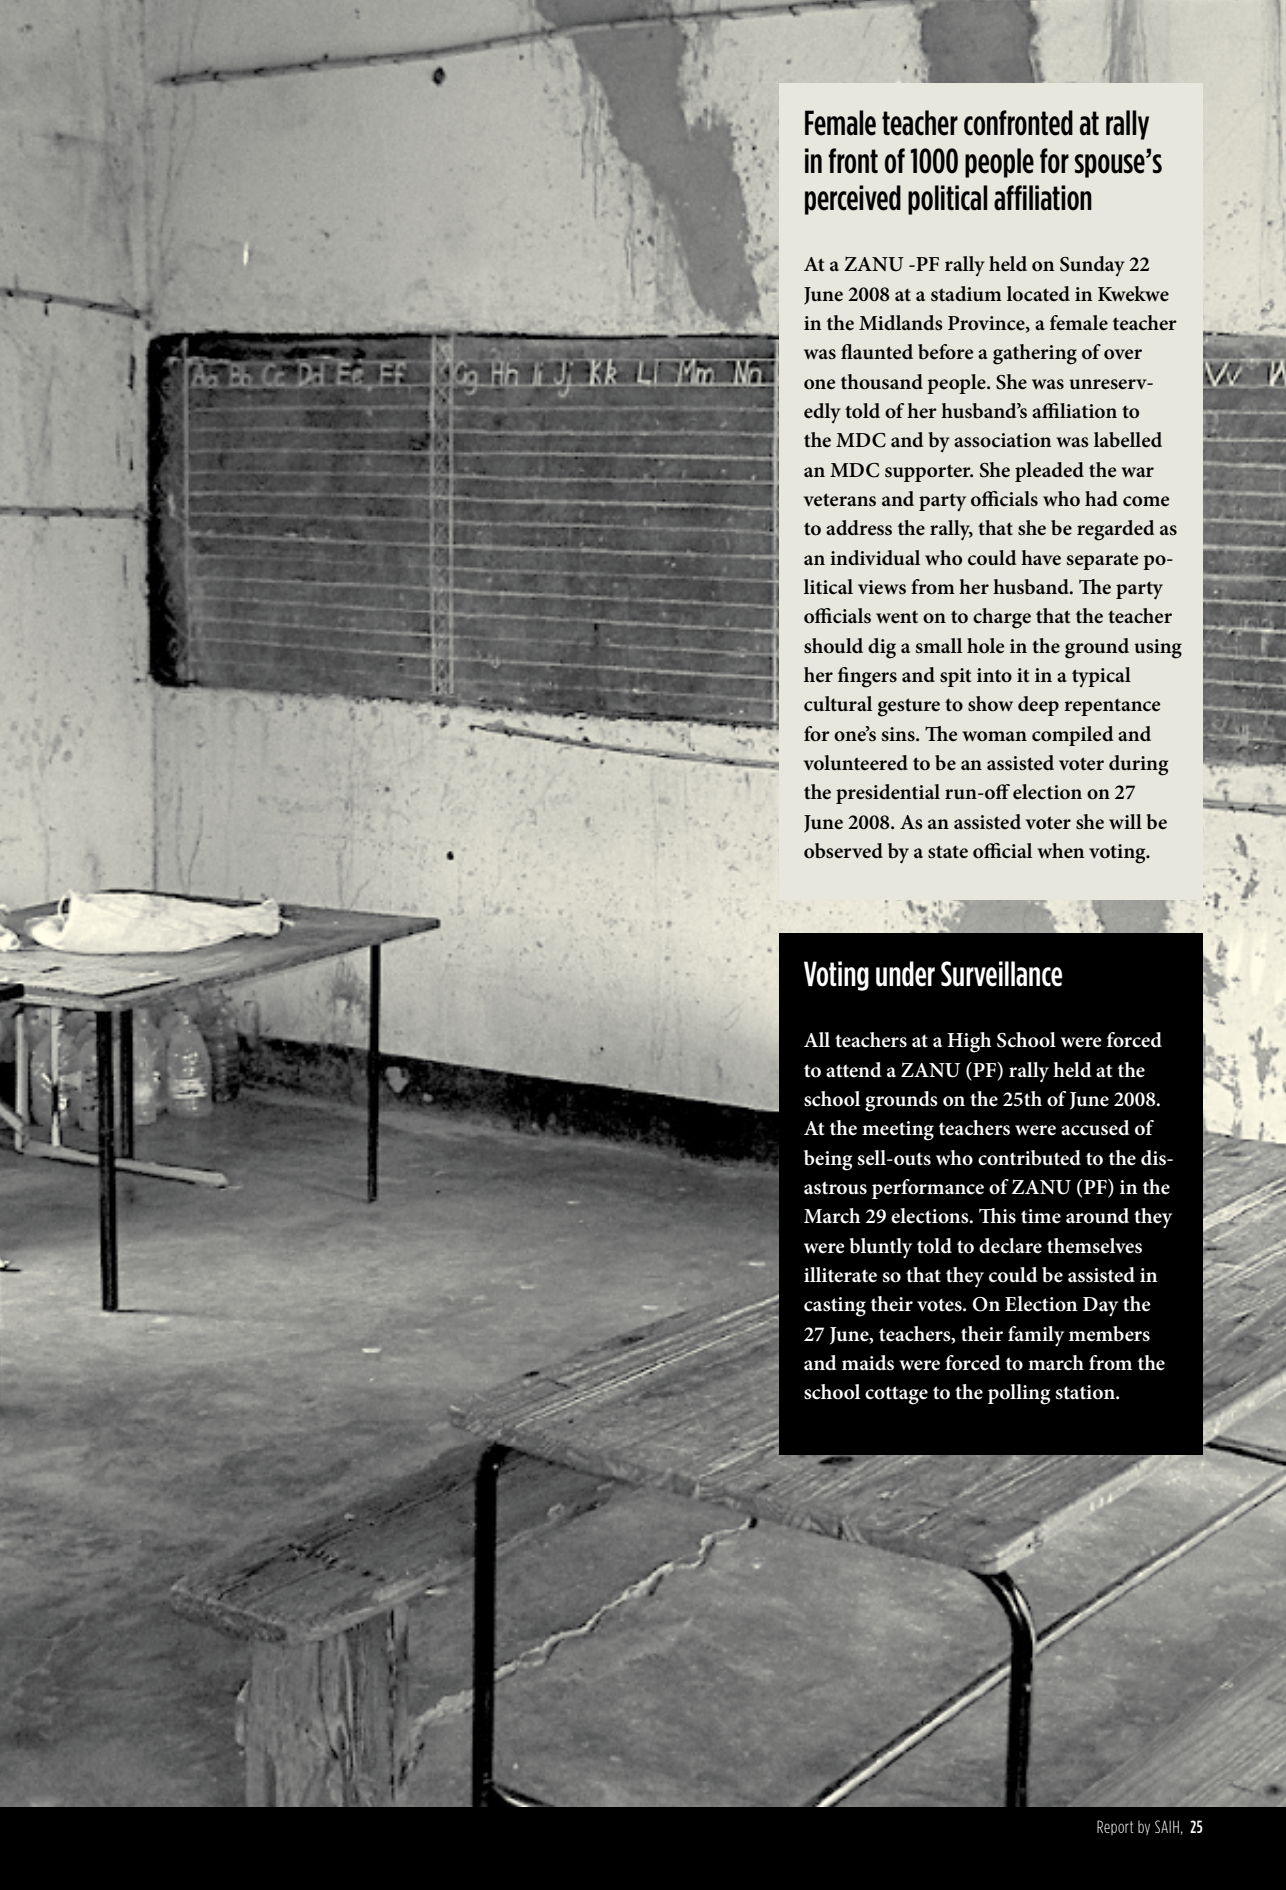 Female teacher confronted at rally
in front of 1000 people for spouse's
perceived political affiliation
At a ZANU -PF rally held on Sunday 22
June 2008 at a stadium located in Kwekwe
in the Midlands Province, a female teacher
was flaunted before a gathering of over
one thousand people. She was unreserv-
edly told of her husband's affiliation to
the MDC and by association was labelled
an MDC supporter. She pleaded the war
veterans and party officials who had come
to address the rally, that she be regarded as
an individual who could have separate po-
litical views from her husband. The party
officials went on to charge that the teacher
should dig a small hole in the ground using
her fingers and spit into it in a typical
cultural gesture to show deep repentance
for one's sins. The woman compiled and
volunteered to be an assisted voter during
the presidential run-off election on 27
June 2008. As an assisted voter she will be
observed by a state official when voting.
Aa Bb Cc Dd Ee Ff Gg Hh Ii Jj Kk Ll Mm Nn Vv
Voting under Surveillance
All teachers at a High School were forced
to attend a ZANU (PF) rally held at the
school grounds on the 25th of June 2008.
At the meeting teachers were accused of
being sell-outs who contributed to the dis-
astrous performance of ZANU (PF) in the
March 29 elections. This time around they
were bluntly told to declare themselves
illiterate so that they could be assisted in
casting their votes. On Election Day the
27 June, teachers, their family members
and maids were forced to march from the
school cottage to the polling station.
Report by SAIH, 25